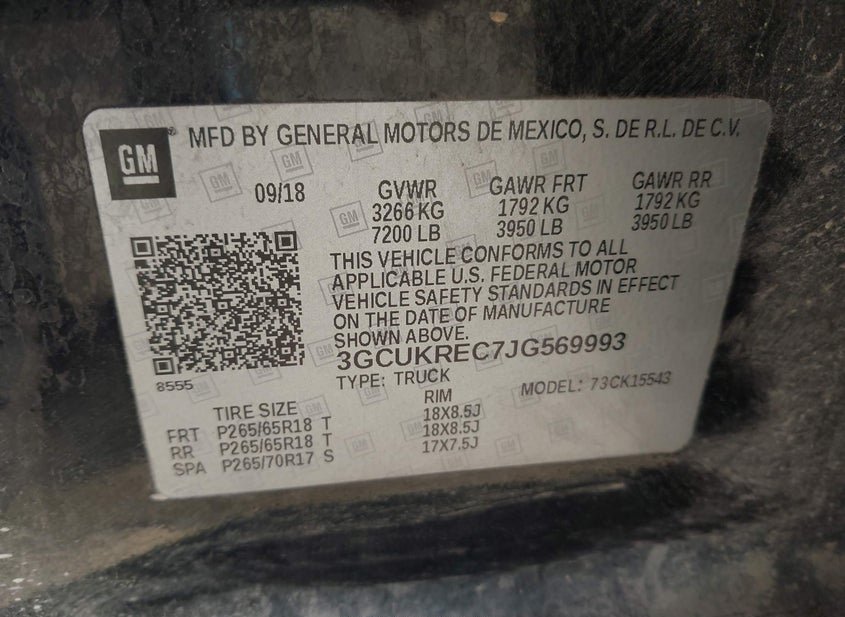 GM
MFD BY GENERAL MOTORS DE MEXICO, S. DE R.L. DE C.V.
09/18
GVWR GAWR FRT GAWR RR
3266 KG 1792 KG 1792 KG
7200 LB 3950 LB 3950 LB
THIS VEHICLE CONFORMS TO ALL
APPLICABLE U.S. FEDERAL MOTOR
VEHICLE SAFETY STANDARDS IN EFFECT
ON THE DATE OF MANUFACTURE
SHOWN ABOVE.
3GCUKREC7JG569993
8555
TYPE: TRUCK MODEL: 73CK15543
TIRE SIZE RIM
FRT P265/65R18 T 18X8.5J
RR P265/65R18 T 18X8.5J
SPA P265/70R17 S 17X7.5J